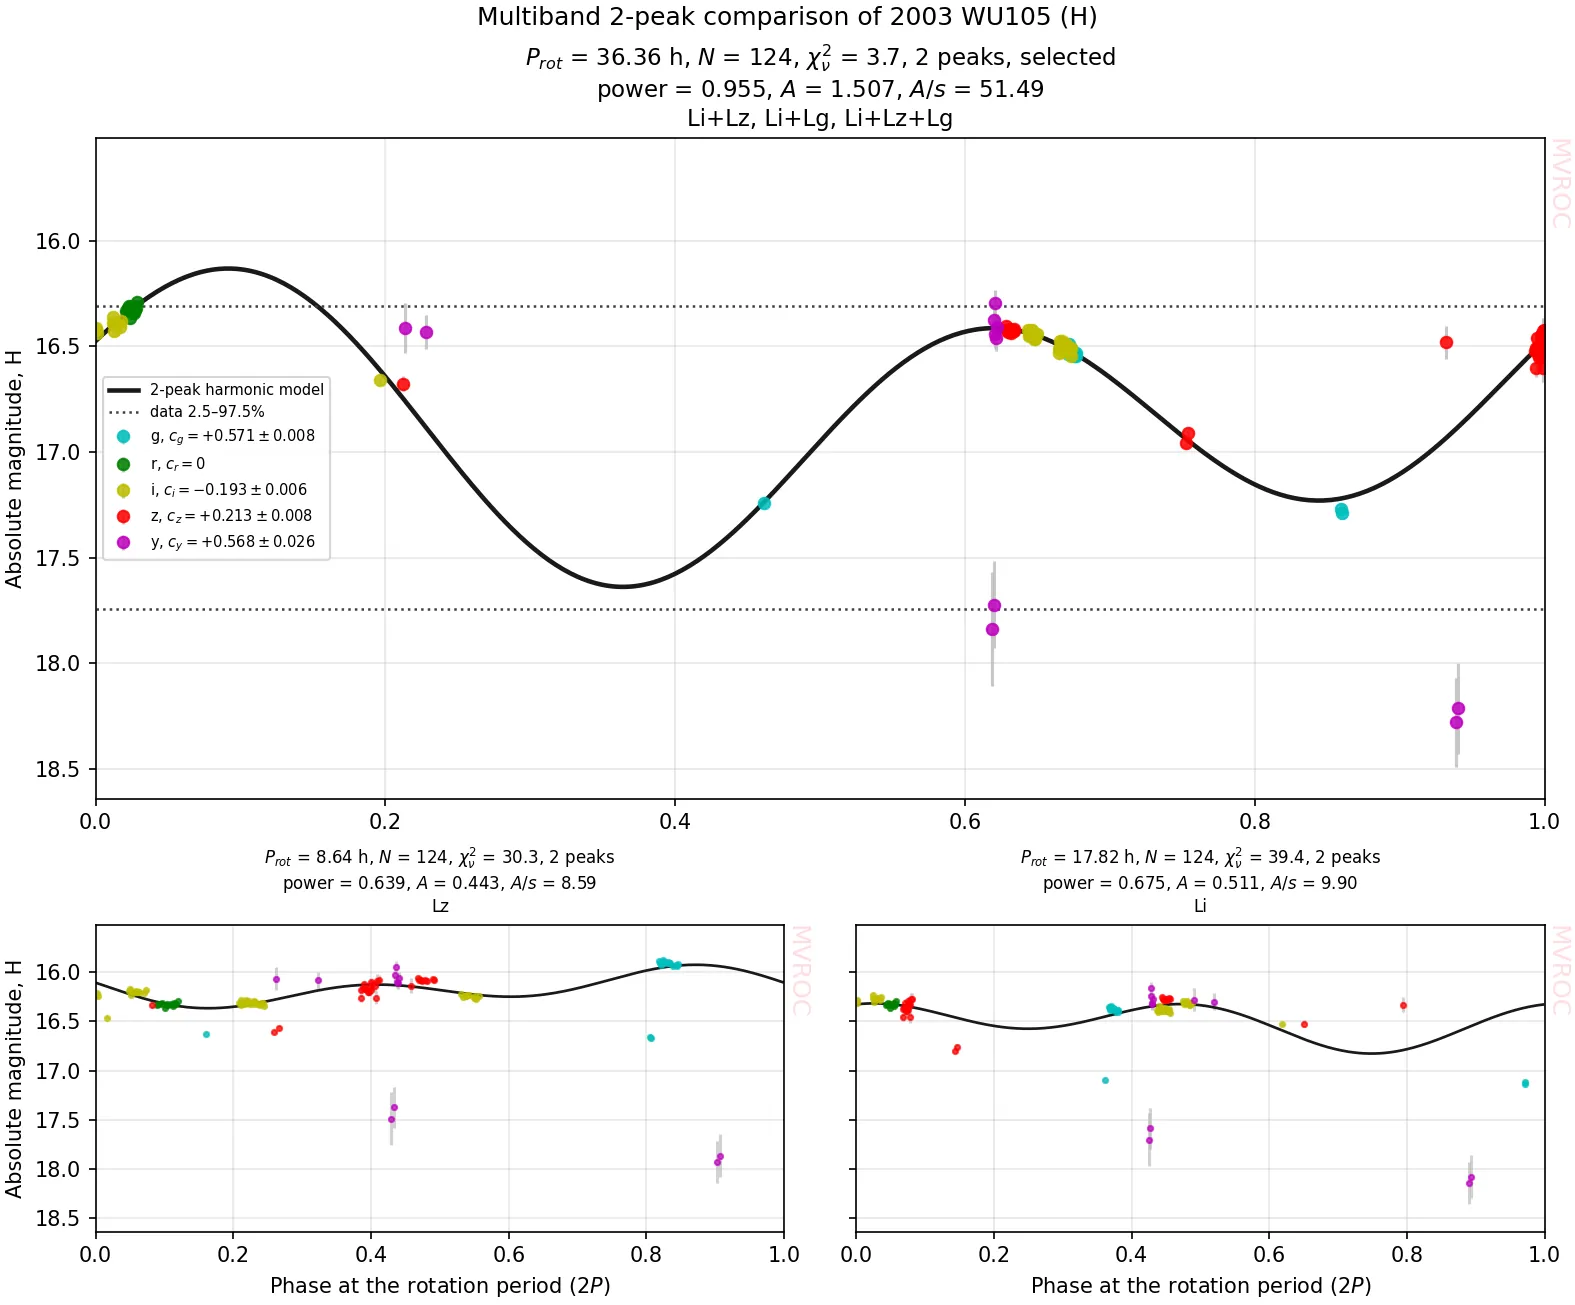 Multiband 2-peak comparison of 2003 WU105 (H)
P_rot = 36.36 h, N = 124, χ²_ν = 3.7, 2 peaks, selected
power = 0.955, A = 1.507, A/s = 51.49
Li+Lz, Li+Lg, Li+Lz+Lg
MVROC
Absolute magnitude, H
16.0
16.5
17.0
17.5
18.0
18.5
2-peak harmonic model
data 2.5–97.5%
g, c_g = +0.571 ± 0.008
r, c_r = 0
i, c_i = −0.193 ± 0.006
z, c_z = +0.213 ± 0.008
y, c_y = +0.568 ± 0.026
0.0 0.2 0.4 0.6 0.8 1.0
P_rot = 8.64 h, N = 124, χ²_ν = 30.3, 2 peaks
power = 0.639, A = 0.443, A/s = 8.59
Lz
MVROC
Absolute magnitude, H
16.0
16.5
17.0
17.5
18.0
18.5
0.0 0.2 0.4 0.6 0.8 1.0
Phase at the rotation period (2P)
P_rot = 17.82 h, N = 124, χ²_ν = 39.4, 2 peaks
power = 0.675, A = 0.511, A/s = 9.90
Li
MVROC
0.0 0.2 0.4 0.6 0.8 1.0
Phase at the rotation period (2P)